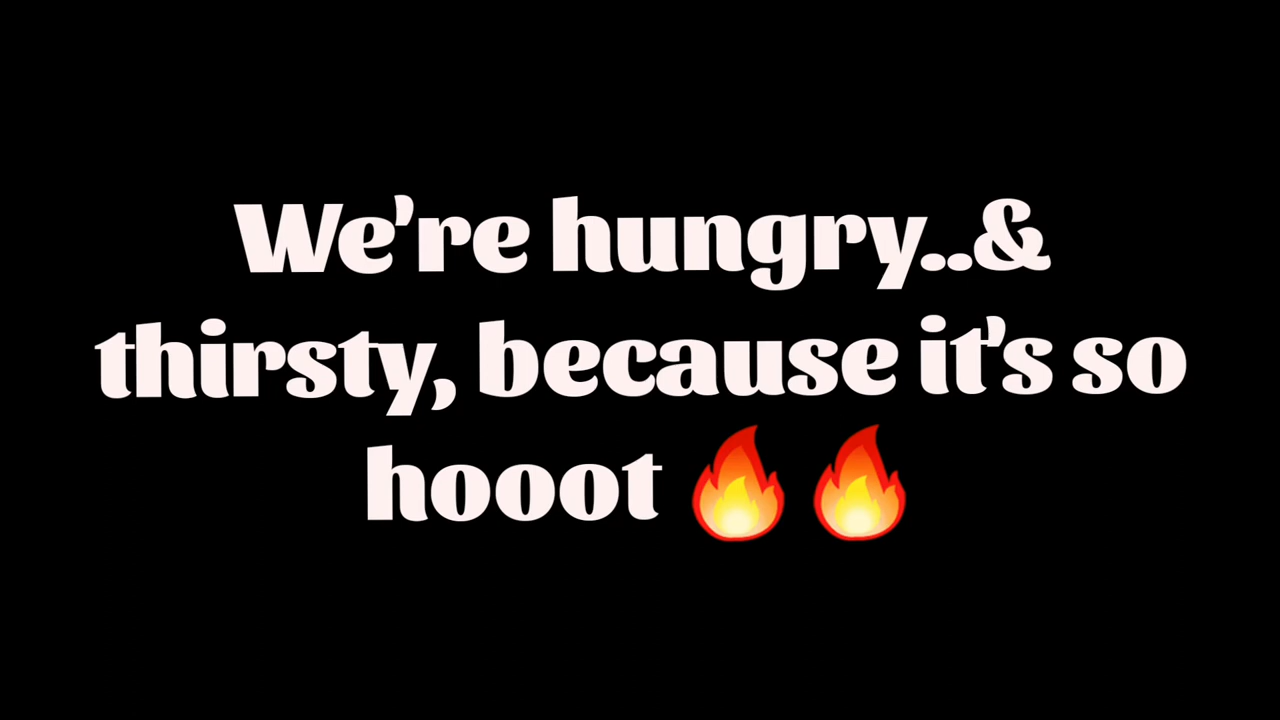 We're hungry..&
thirsty, because it's so
hooot 🔥🔥